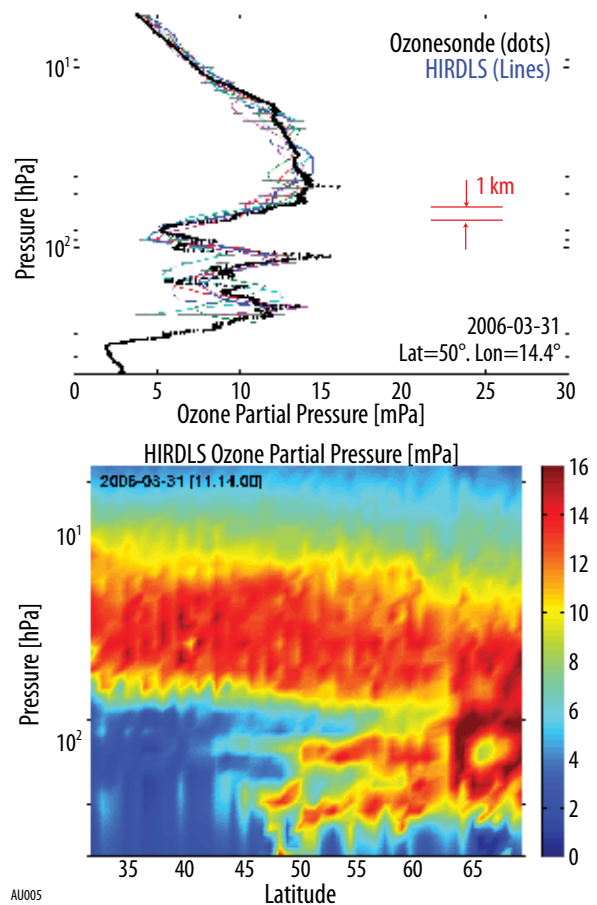 Ozonesonde (dots)
HIRDLS (Lines)
10¹
Pressure [hPa]
1 km
10²
2006-03-31
Lat=50°. Lon=14.4°
0 5 10 15 20 25 30
Ozone Partial Pressure [mPa]
HIRDLS Ozone Partial Pressure [mPa]
2006-03-31 [11.14.00]
16
14
12
10
8
6
4
2
0
10¹
Pressure [hPa]
10²
35 40 45 50 55 60 65
Latitude
AU005